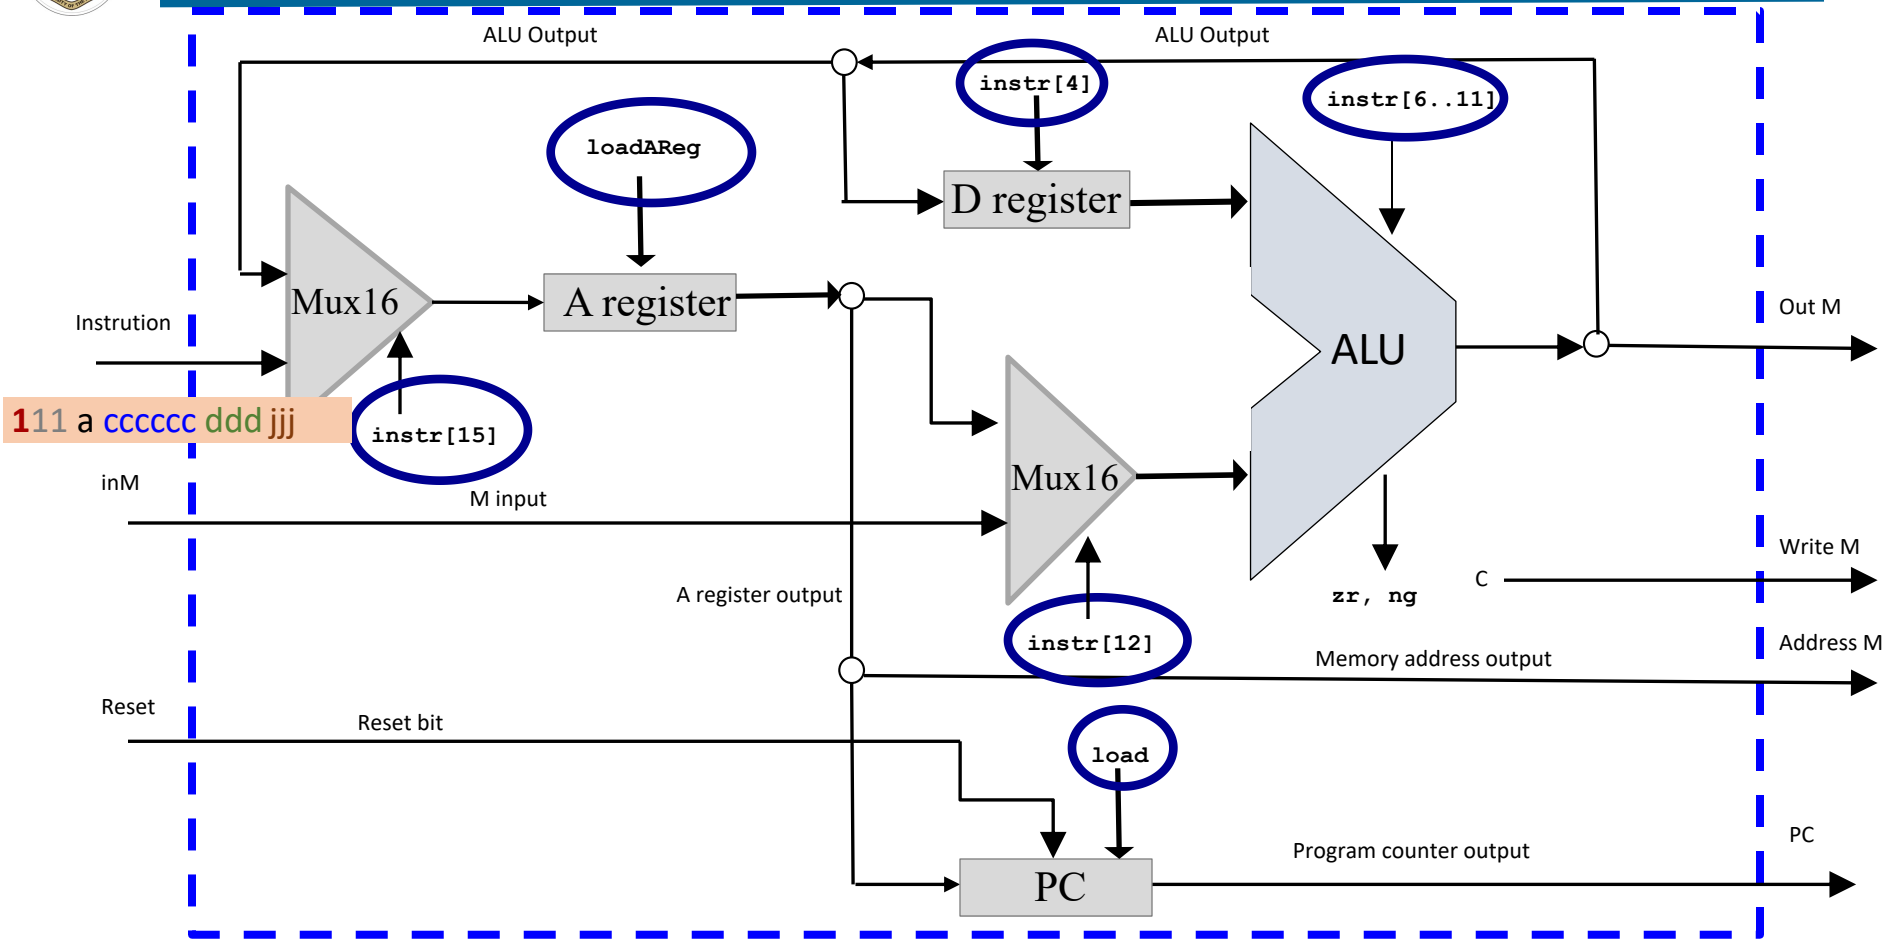 ALU Output
ALU Output
instr[4]
instr[6..11]
loadAReg
D register
Mux16
A register
Instrution
Out M
ALU
111 a cccccc ddd jjj
instr[15]
inM
M input
Mux16
Write M
C
zr, ng
A register output
instr[12]
Memory address output
Address M
Reset
Reset bit
load
Program counter output
PC
PC